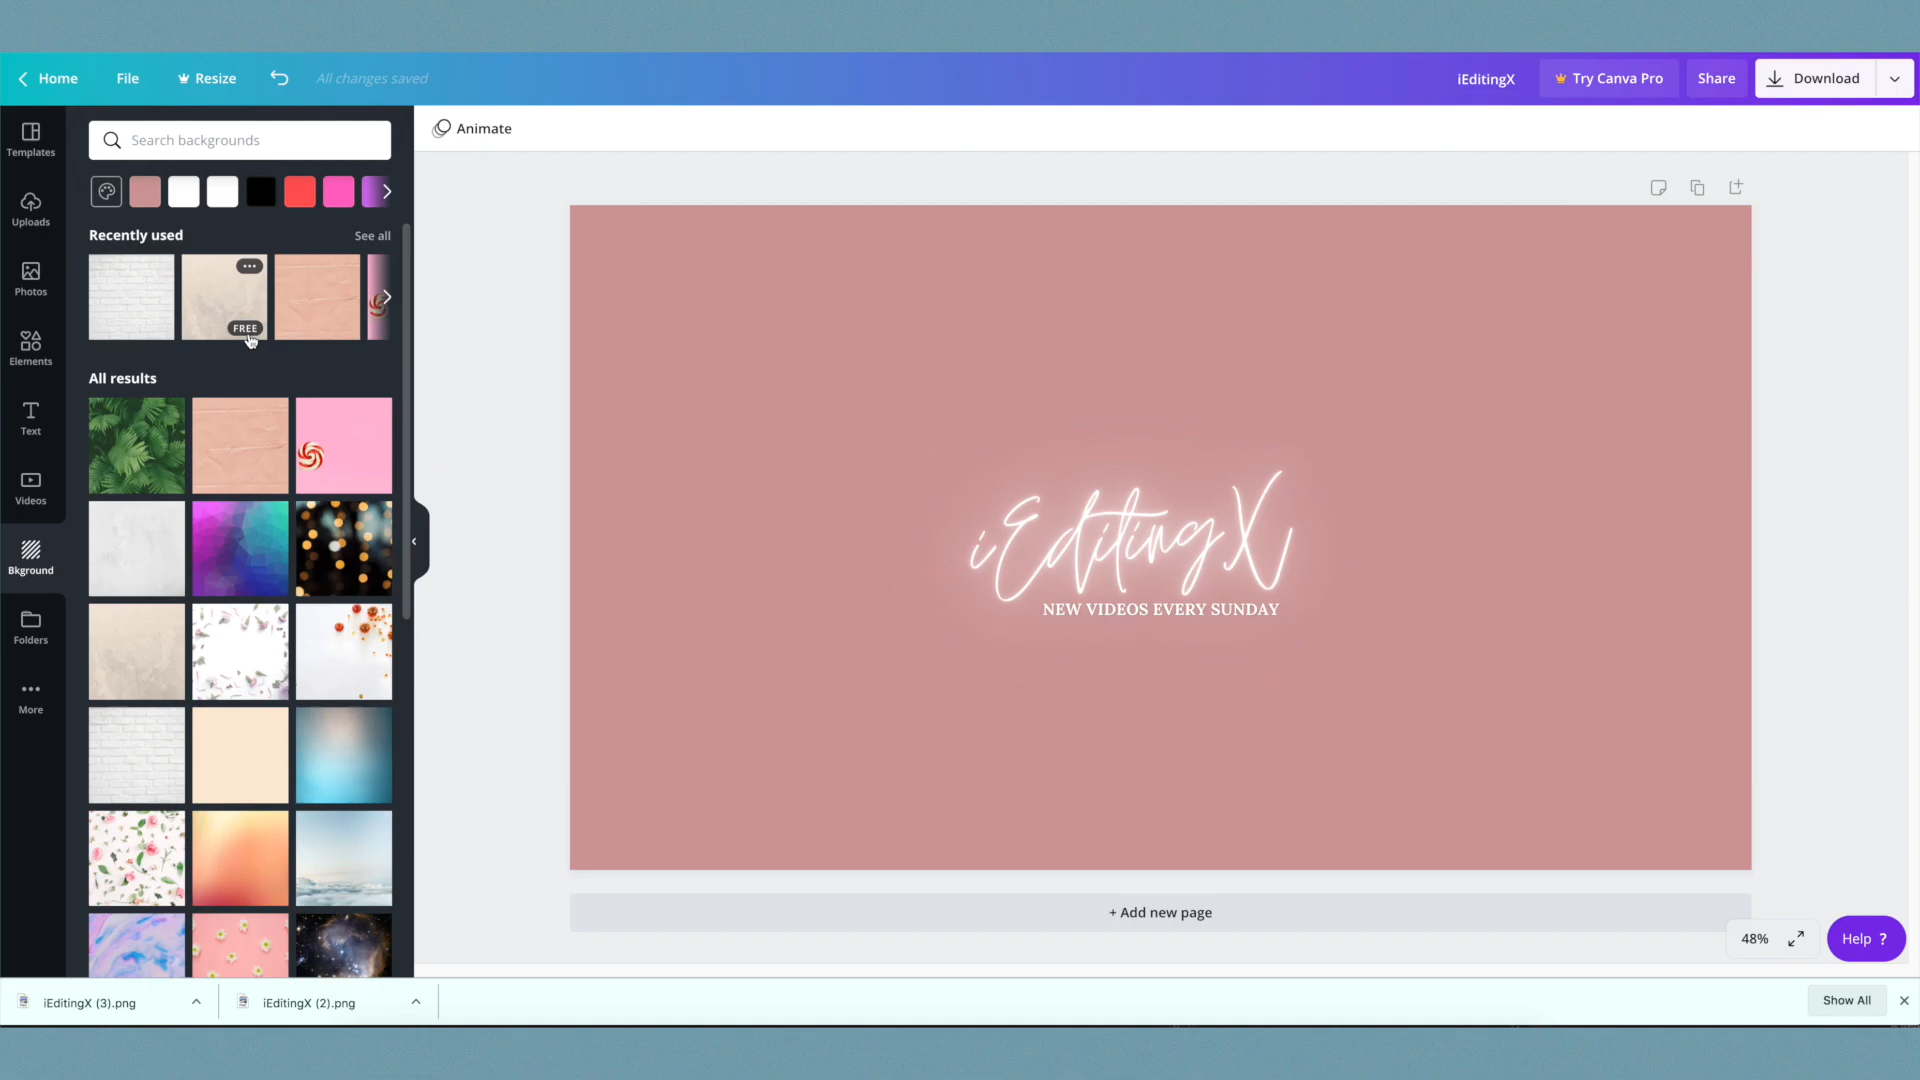 Home File Resize All changes saved iEditingX Try Canva Pro Share Download
Templates
Uploads
Photos
Elements
Text
Videos
Bkground
Folders
More
Search backgrounds
Recently used See all
FREE
All results
Animate
iEditingX
NEW VIDEOS EVERY SUNDAY
+ Add new page
48% Help ?
iEditingX (3).png iEditingX (2).png Show All